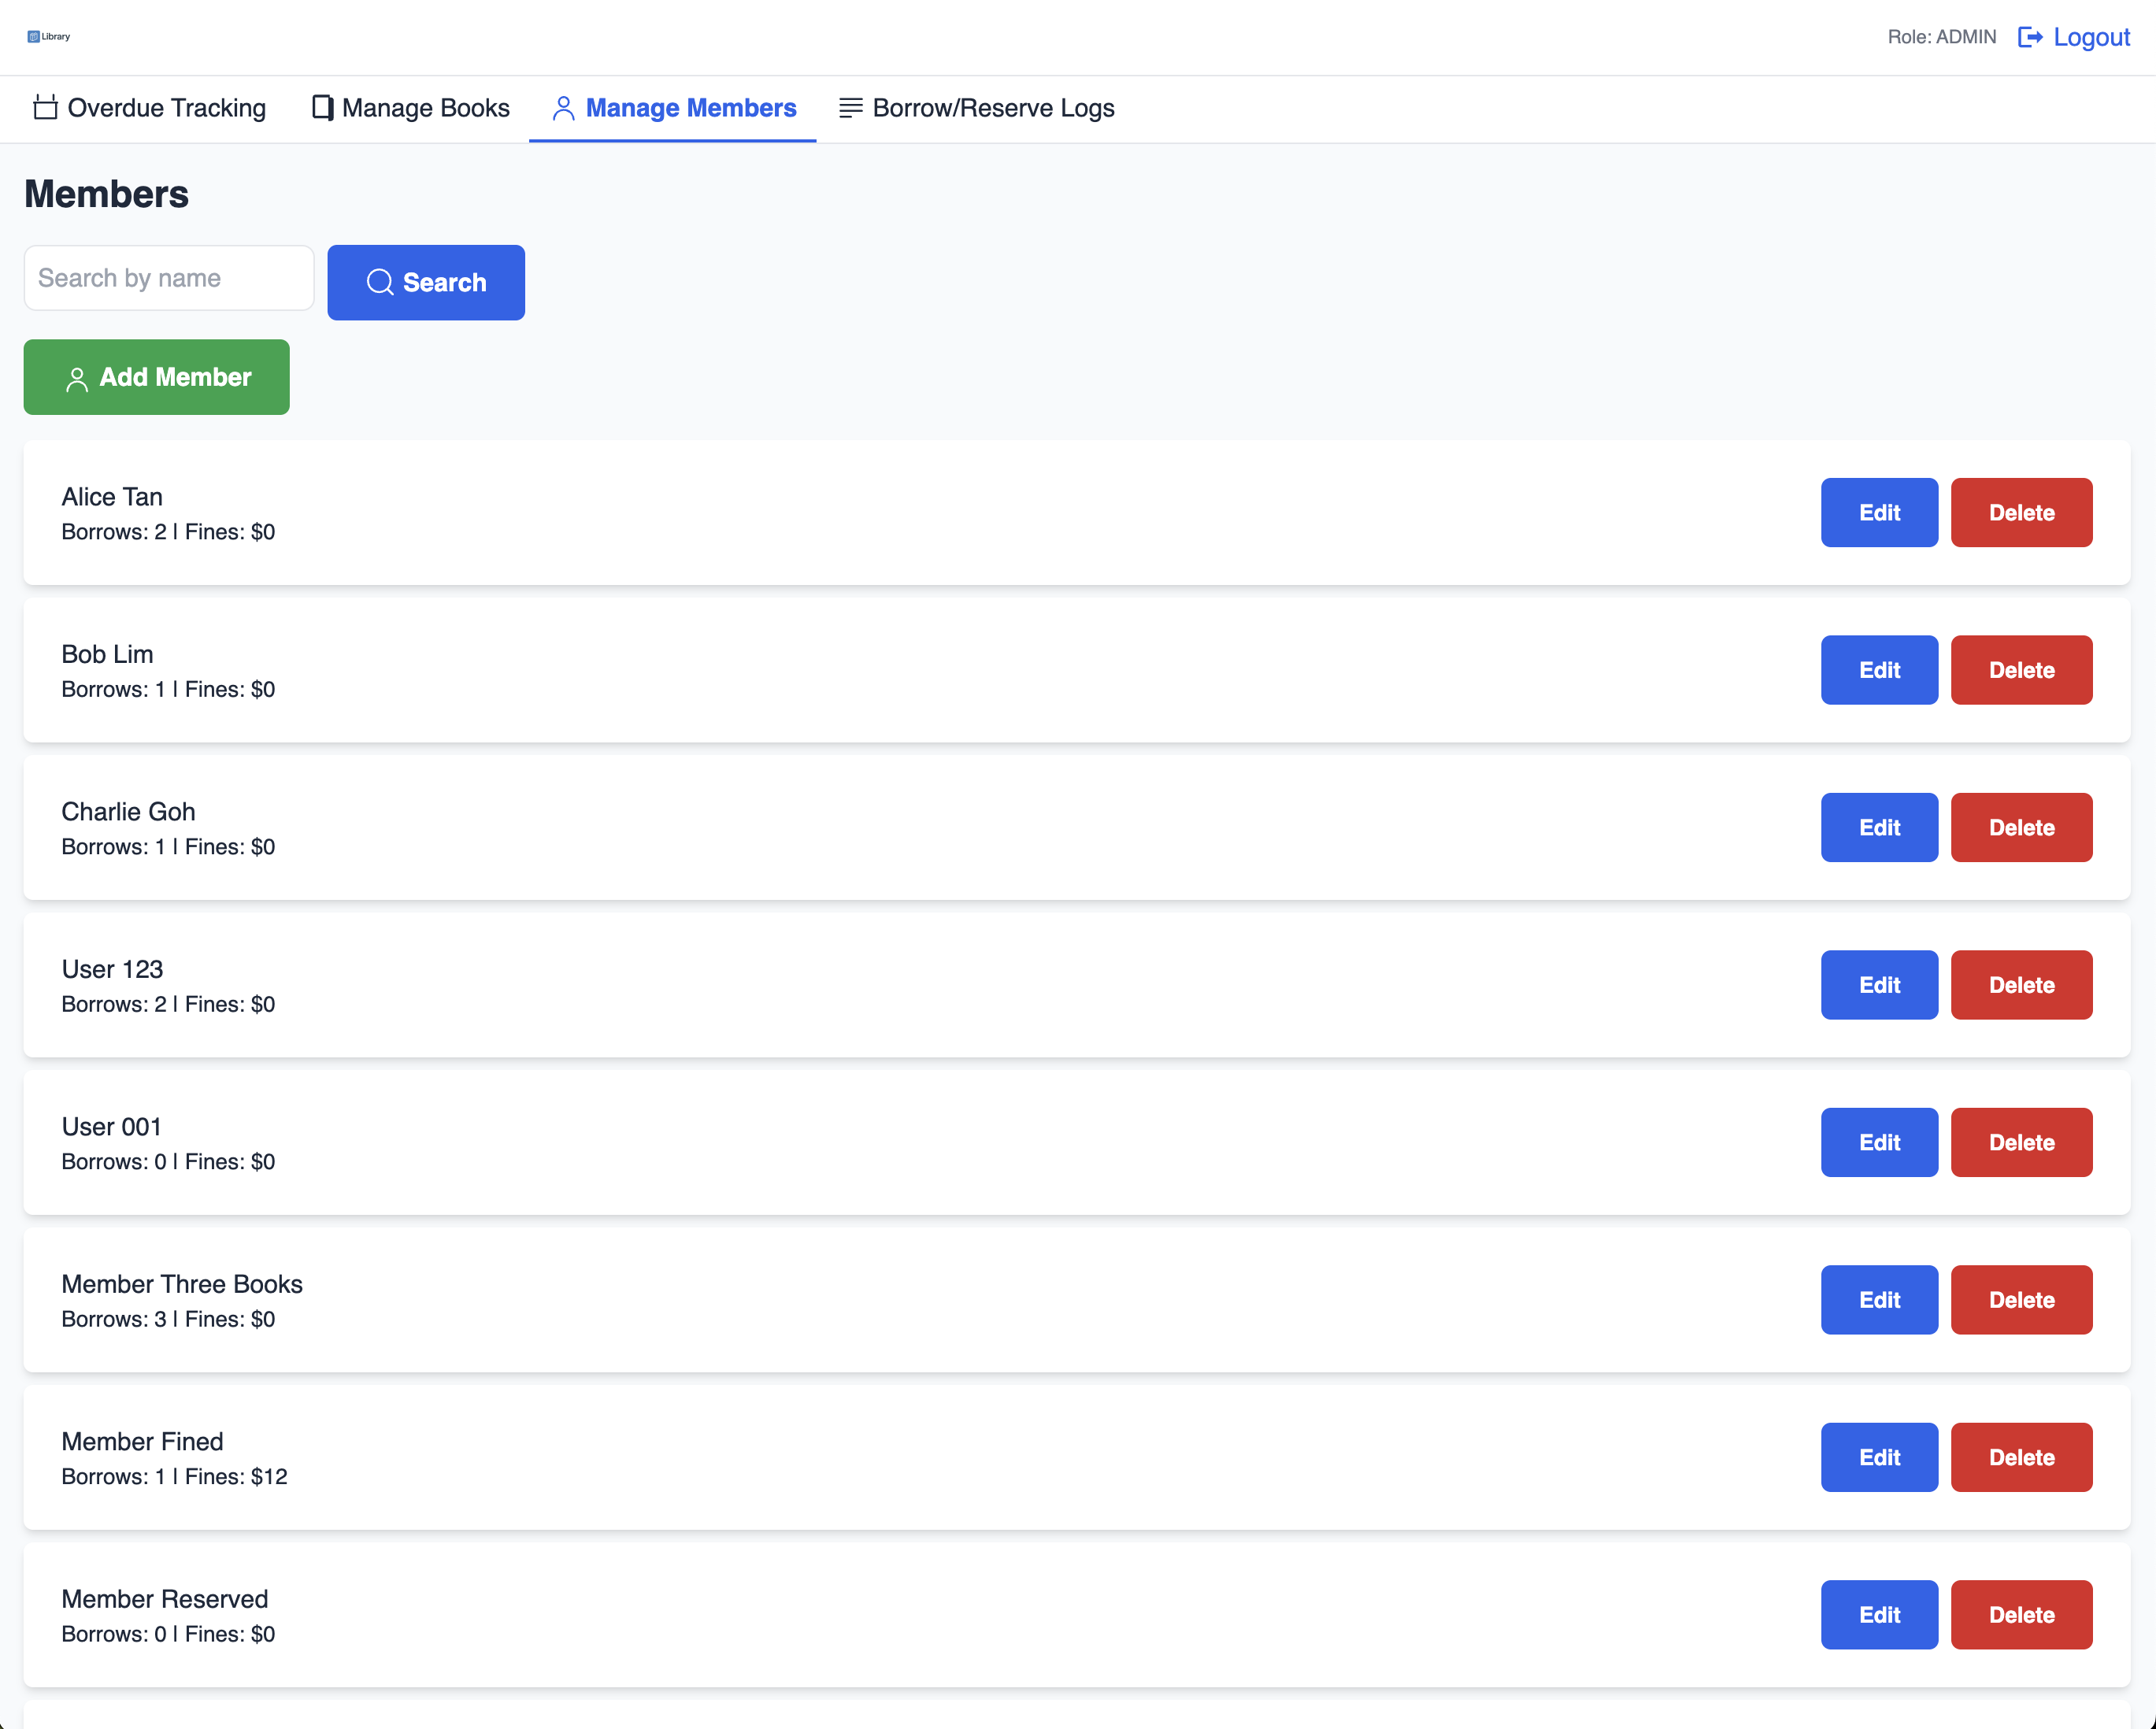 Library
Role: ADMIN
Logout
Overdue Tracking
Manage Books
Manage Members
Borrow/Reserve Logs
Members
Search by name
Search
Add Member
Alice Tan
Borrows: 2 | Fines: $0
Edit
Delete
Bob Lim
Borrows: 1 | Fines: $0
Edit
Delete
Charlie Goh
Borrows: 1 | Fines: $0
Edit
Delete
User 123
Borrows: 2 | Fines: $0
Edit
Delete
User 001
Borrows: 0 | Fines: $0
Edit
Delete
Member Three Books
Borrows: 3 | Fines: $0
Edit
Delete
Member Fined
Borrows: 1 | Fines: $12
Edit
Delete
Member Reserved
Borrows: 0 | Fines: $0
Edit
Delete